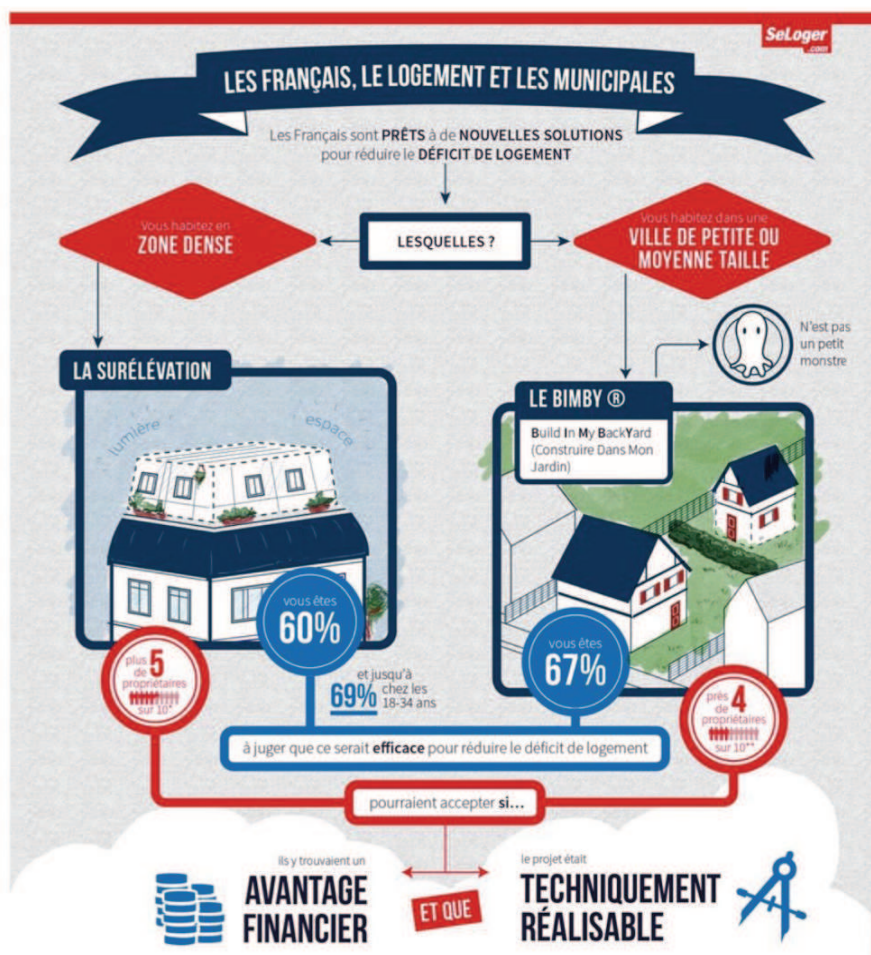 SeLoger
.com
LES FRANÇAIS, LE LOGEMENT ET LES MUNICIPALES
Les Français sont PRÊTS à de NOUVELLES SOLUTIONS
pour réduire le DÉFICIT DE LOGEMENT
Vous habitez en
ZONE DENSE
LESQUELLES ?
Vous habitez dans une
VILLE DE PETITE OU
MOYENNE TAILLE
N'est pas
un petit
monstre
LA SURÉLÉVATION
lumière
espace
LE BIMBY ®
Build In My BackYard
(Construire Dans Mon
Jardin)
vous êtes
60%
vous êtes
67%
plus 5
de
propriétaires
sur 10*
et jusqu'à
69% chez les
18-34 ans
près 4
de
propriétaires
sur 10**
à juger que ce serait efficace pour réduire le déficit de logement
pourraient accepter si...
ils y trouvaient un
AVANTAGE
FINANCIER
ET QUE
le projet était
TECHNIQUEMENT
RÉALISABLE